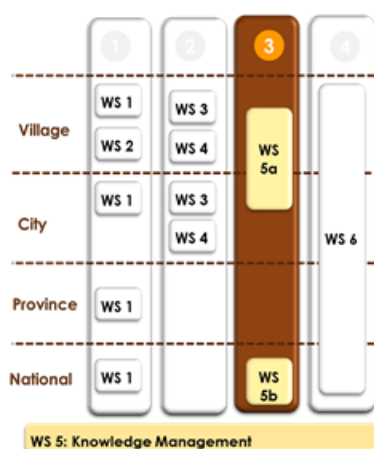 1 2 3 4
Village
WS 1
WS 3
WS 2
WS 4
WS
5a
City
WS 1
WS 3
WS 4
WS 6
Province
WS 1
National
WS 1
WS
5b
WS 5: Knowledge Management